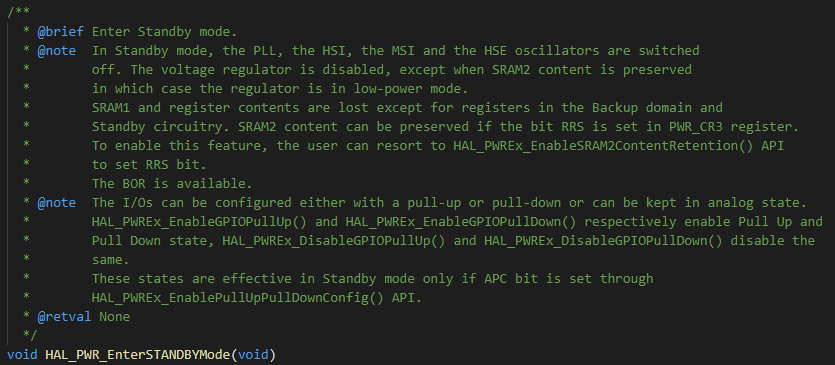 /**
* @brief Enter Standby mode.
* @note In Standby mode, the PLL, the HSI, the MSI and the HSE oscillators are switched
* off. The voltage regulator is disabled, except when SRAM2 content is preserved
* in which case the regulator is in low-power mode.
* SRAM1 and register contents are lost except for registers in the Backup domain and
* Standby circuitry. SRAM2 content can be preserved if the bit RRS is set in PWR_CR3 register.
* To enable this feature, the user can resort to HAL_PWREx_EnableSRAM2ContentRetention() API
* to set RRS bit.
* The BOR is available.
* @note The I/Os can be configured either with a pull-up or pull-down or can be kept in analog state.
* HAL_PWREx_EnableGPIOPullUp() and HAL_PWREx_EnableGPIOPullDown() respectively enable Pull Up and
* Pull Down state, HAL_PWREx_DisableGPIOPullUp() and HAL_PWREx_DisableGPIOPullDown() disable the
* same.
* These states are effective in Standby mode only if APC bit is set through
* HAL_PWREx_EnablePullUpPullDownConfig() API.
* @retval None
*/
void HAL_PWR_EnterSTANDBYMode(void)